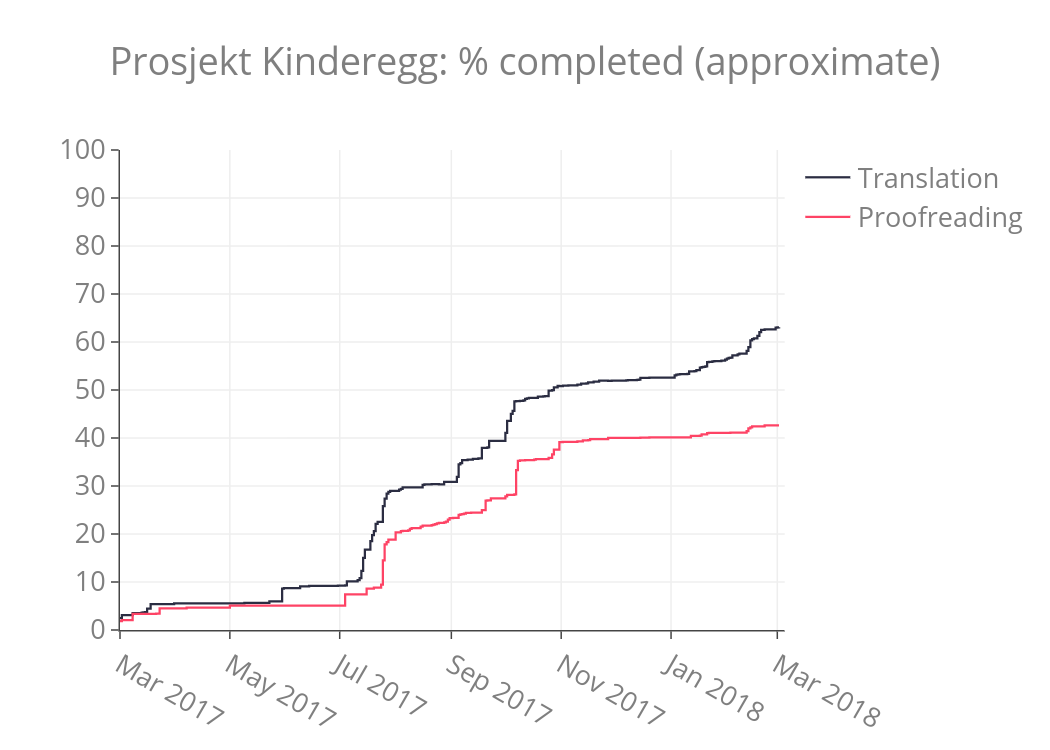 Prosjekt Kinderegg: % completed (approximate)
100
90
80
70
60
50
40
30
20
10
0
Mar 2017
May 2017
Jul 2017
Sep 2017
Nov 2017
Jan 2018
Mar 2018
Translation
Proofreading